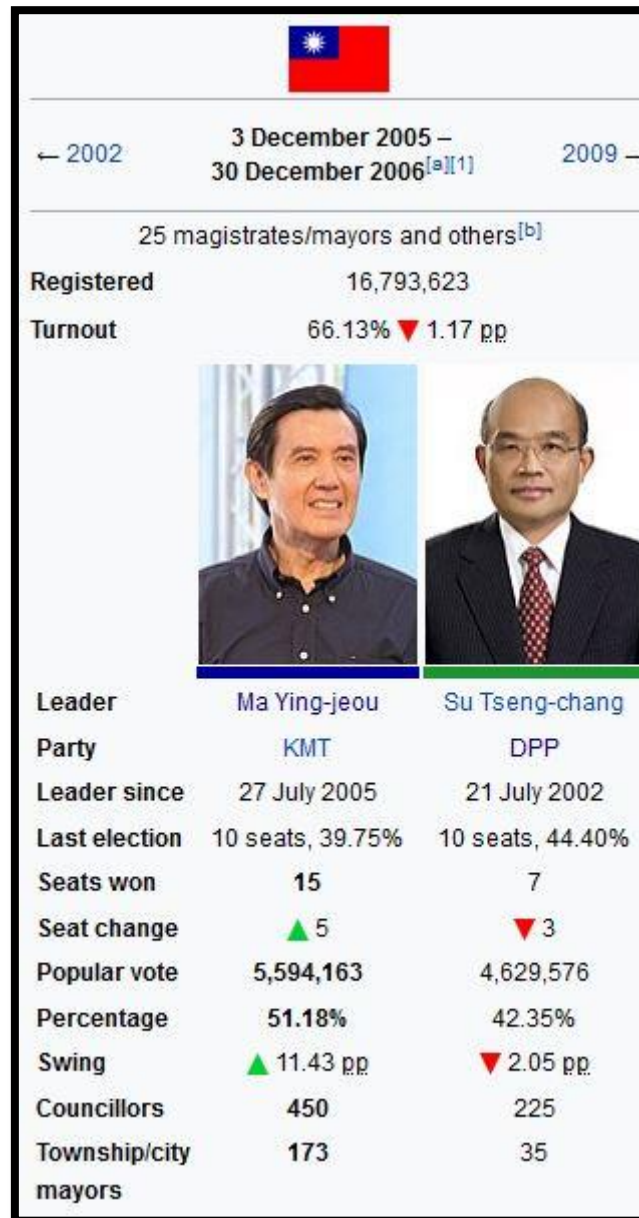 ← 2002 3 December 2005 – 2009
30 December 2006[a][1]
25 magistrates/mayors and others[b]
Registered 16,793,623
Turnout 66.13% ▼ 1.17 pp
Leader Ma Ying-jeou Su Tseng-chang
Party KMT DPP
Leader since 27 July 2005 21 July 2002
Last election 10 seats, 39.75% 10 seats, 44.40%
Seats won 15 7
Seat change ▲ 5 ▼ 3
Popular vote 5,594,163 4,629,576
Percentage 51.18% 42.35%
Swing ▲ 11.43 pp ▼ 2.05 pp
Councillors 450 225
Township/city 173 35
mayors